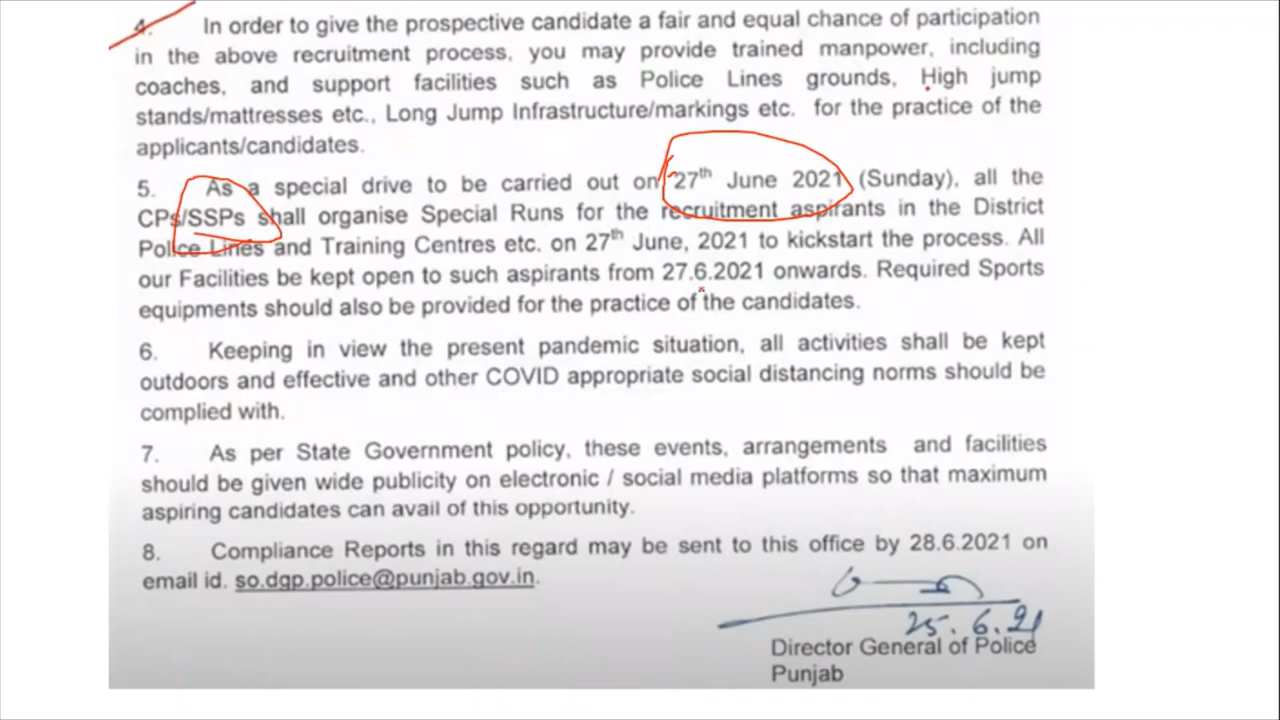 4. In order to give the prospective candidate a fair and equal chance of participation
in the above recruitment process, you may provide trained manpower, including
coaches, and support facilities such as Police Lines grounds, High jump
stands/mattresses etc., Long Jump Infrastructure/markings etc. for the practice of the
applicants/candidates.
5. As a special drive to be carried out on 27th June 2021 (Sunday), all the
CPs/SSPs shall organise Special Runs for the recruitment aspirants in the District
Police Lines and Training Centres etc. on 27th June, 2021 to kickstart the process. All
our Facilities be kept open to such aspirants from 27.6.2021 onwards. Required Sports
equipments should also be provided for the practice of the candidates.
6. Keeping in view the present pandemic situation, all activities shall be kept
outdoors and effective and other COVID appropriate social distancing norms should be
complied with.
7. As per State Government policy, these events, arrangements and facilities
should be given wide publicity on electronic / social media platforms so that maximum
aspiring candidates can avail of this opportunity.
8. Compliance Reports in this regard may be sent to this office by 28.6.2021 on
email id. so.dgp.police@punjab.gov.in.
25.6.21
Director General of Police
Punjab